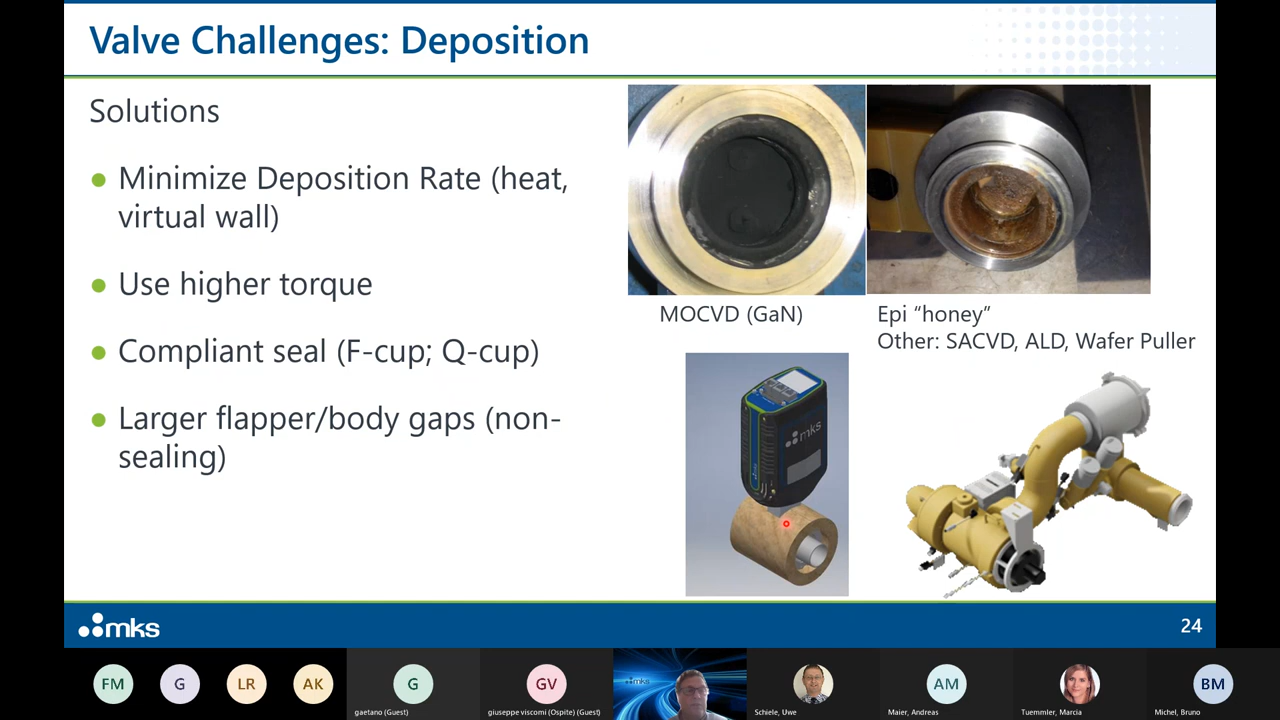 Valve Challenges: Deposition
Solutions
● Minimize Deposition Rate (heat,
virtual wall)
● Use higher torque
● Compliant seal (F-cup; Q-cup)
● Larger flapper/body gaps (non-
sealing)
MOCVD (GaN)
Epi “honey”
Other: SACVD, ALD, Wafer Puller
mks
mks
24
FM
G
LR
AK
G
gaetano (Guest)
GV
giuseppe viscomi (Ospite) (Guest)
mks
Schiele, Uwe
AM
Maier, Andreas
Tuemmler, Marcia
BM
Michel, Bruno